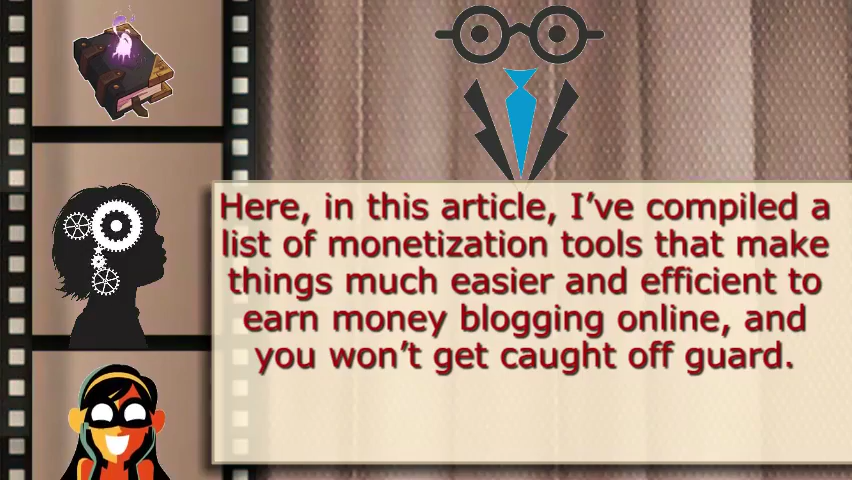 Here, in this article, I’ve compiled a
list of monetization tools that make
things much easier and efficient to
earn money blogging online, and
you won’t get caught off guard.